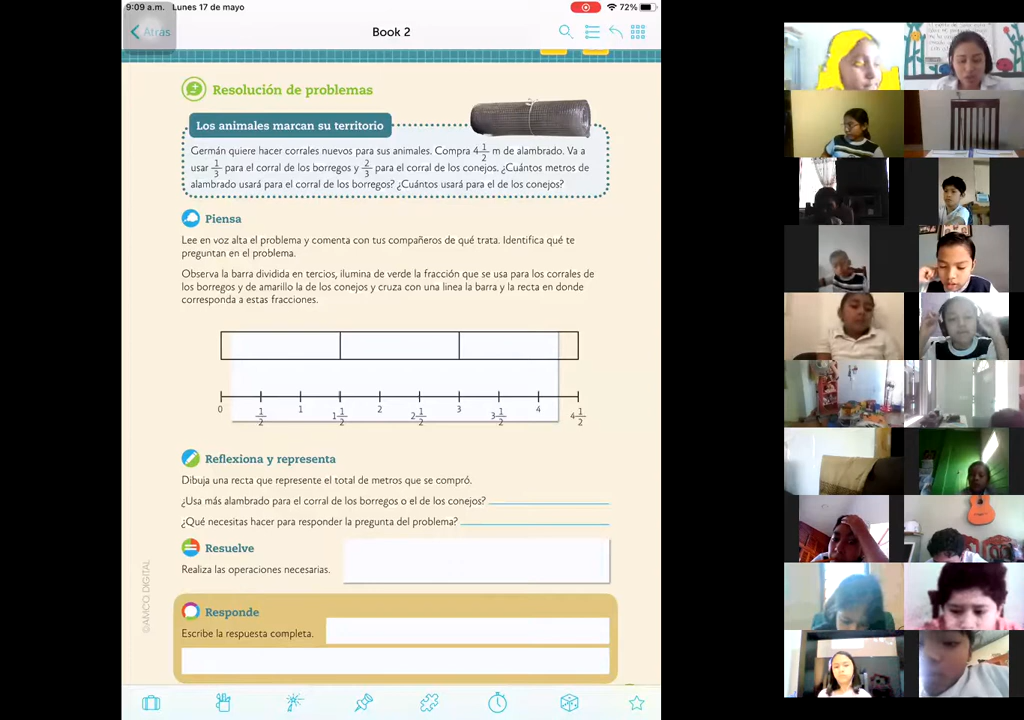 9:09 a.m. Lunes 17 de mayo
72%
Atrás
Book 2
Resolución de problemas
Los animales marcan su territorio
Germán quiere hacer corrales nuevos para sus animales. Compra 4 1/2 m de alambrado. Va a
usar 1/3 para el corral de los borregos y 2/3 para el corral de los conejos. ¿Cuántos metros de
alambrado usará para el corral de los borregos? ¿Cuántos usará para el de los conejos?
Piensa
Lee en voz alta el problema y comenta con tus compañeros de qué trata. Identifica qué te
preguntan en el problema.
Observa la barra dividida en tercios, ilumina de verde la fracción que se usa para los corrales de
los borregos y de amarillo la de los conejos y cruza con una linea la barra y la recta en donde
corresponda a estas fracciones.
0 1/2 1 1 1/2 2 2 1/2 3 3 1/2 4 4 1/2
Reflexiona y representa
Dibuja una recta que represente el total de metros que se compró.
¿Usa más alambrado para el corral de los borregos o el de los conejos?
¿Qué necesitas hacer para responder la pregunta del problema?
Resuelve
Realiza las operaciones necesarias.
©AMCO DIGITAL
Responde
Escribe la respuesta completa.